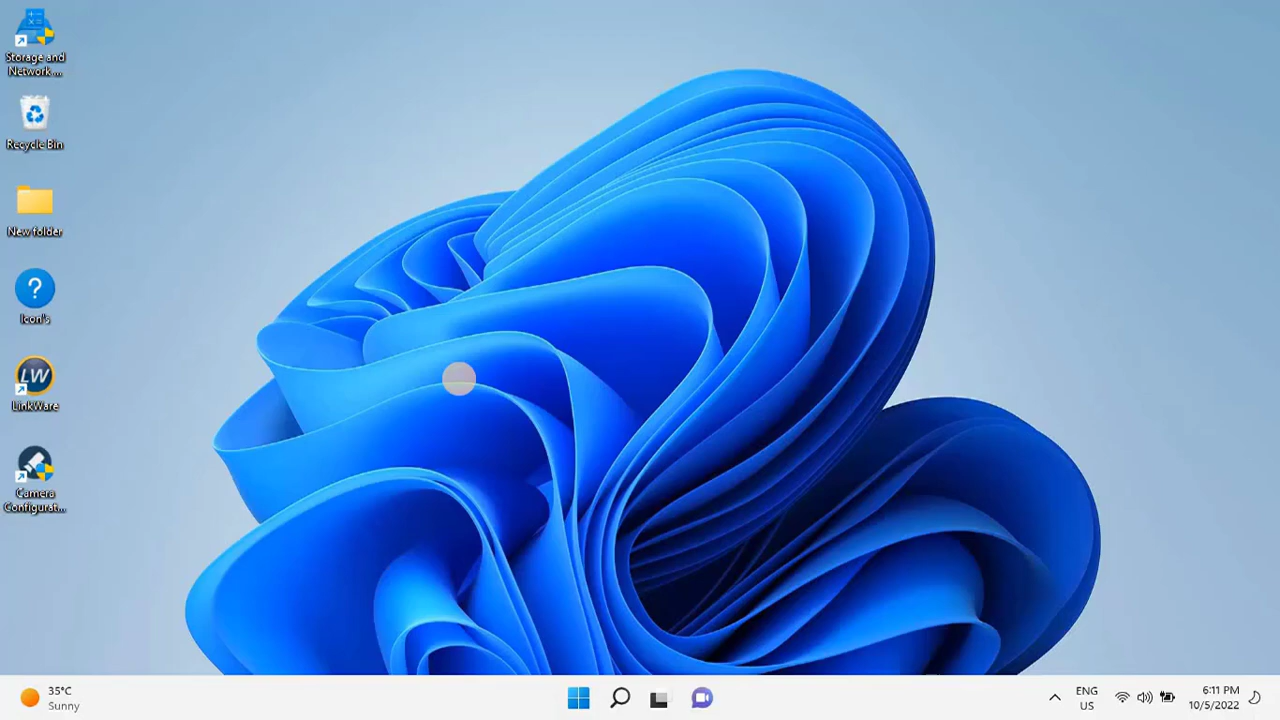 Storage and
Network....
Recycle Bin
New folder
?
Icon's
LW
LinkWare
Camera
Configurat...
35°C
Sunny
ENG
US
6:11 PM
10/5/2022